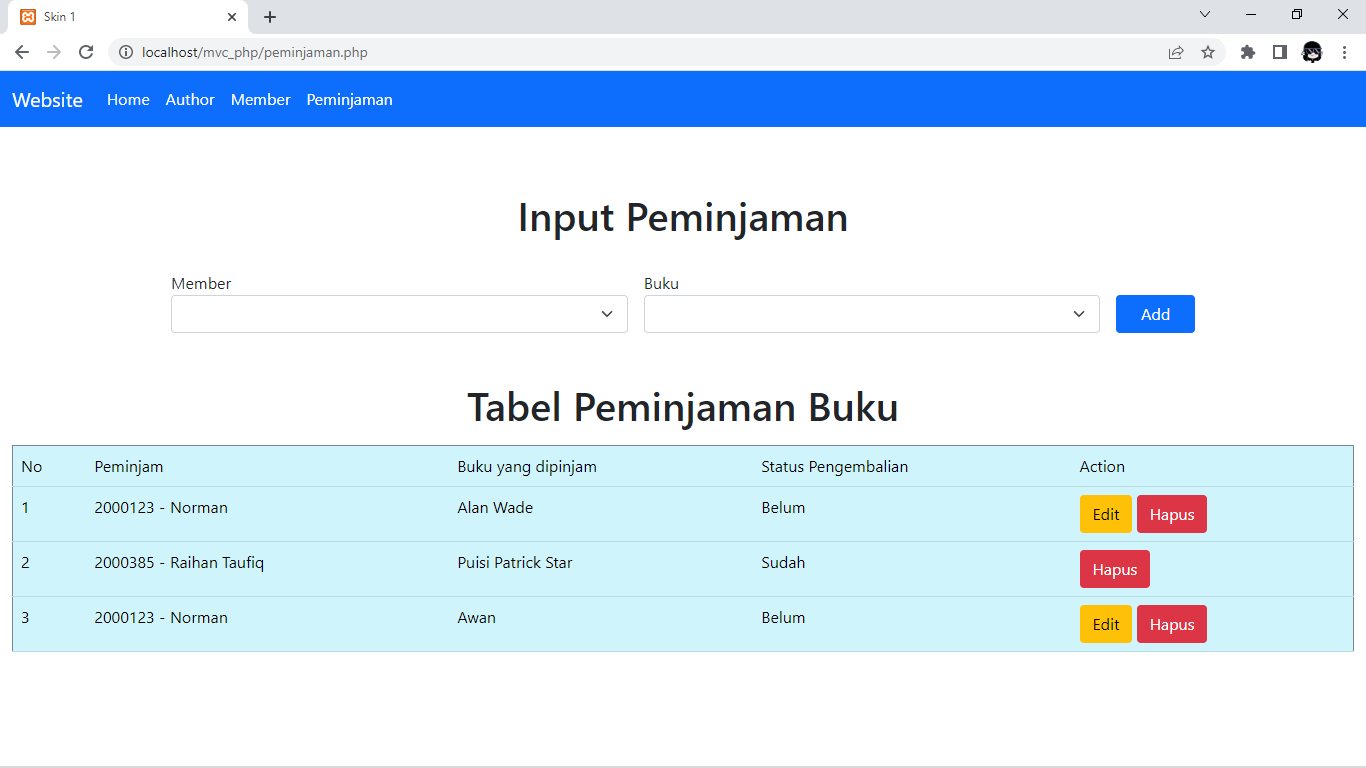 Skin 1
localhost/mvc_php/peminjaman.php
Website Home Author Member Peminjaman
Input Peminjaman
Member Buku
Add
Tabel Peminjaman Buku
No Peminjam Buku yang dipinjam Status Pengembalian Action
1 2000123 - Norman Alan Wade Belum Edit Hapus
2 2000385 - Raihan Taufiq Puisi Patrick Star Sudah Hapus
3 2000123 - Norman Awan Belum Edit Hapus